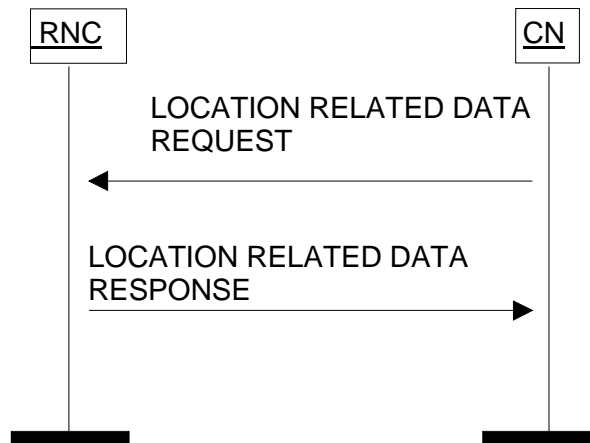 RNC
CN
LOCATION RELATED DATA
REQUEST
LOCATION RELATED DATA
RESPONSE